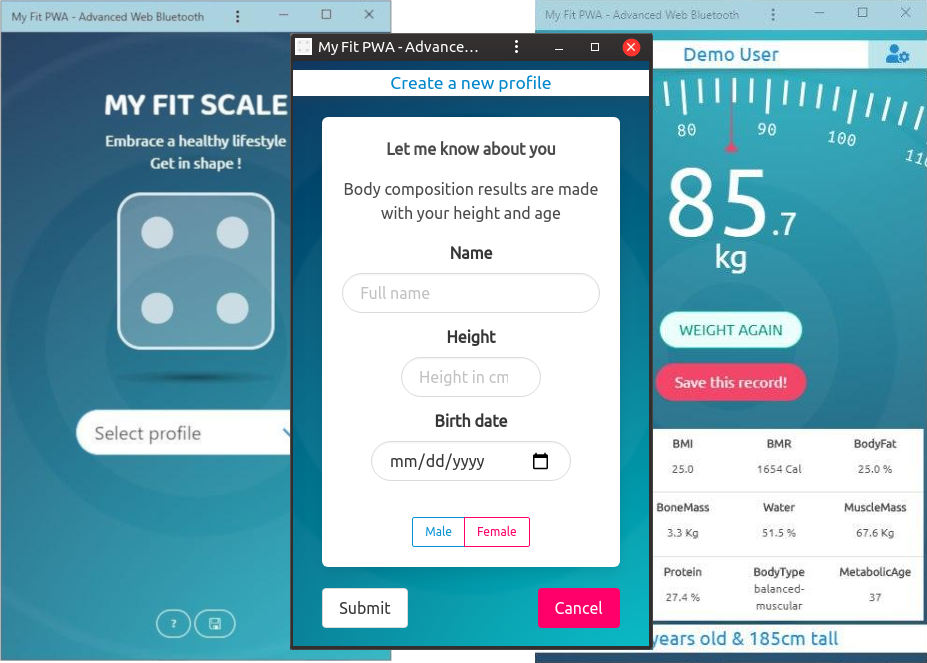 My Fit PWA - Advanced Web Bluetooth
MY FIT SCALE
Embrace a healthy lifestyle
Get in shape !
Select profile
?
My Fit PWA - Advance...
Create a new profile
Let me know about you
Body composition results are made
with your height and age
Name
Full name
Height
Height in cm
Birth date
mm/dd/yyyy
Male Female
Submit Cancel
My Fit PWA - Advanced Web Bluetooth
Demo User
80 90 100 11
85.7
kg
WEIGHT AGAIN
Save this record!
BMI BMR BodyFat
25.0 1654 Cal 25.0 %
BoneMass Water MuscleMass
3.3 Kg 51.5 % 67.6 Kg
Protein BodyType MetabolicAge
27.4 % balanced-muscular 37
years old & 185cm tall